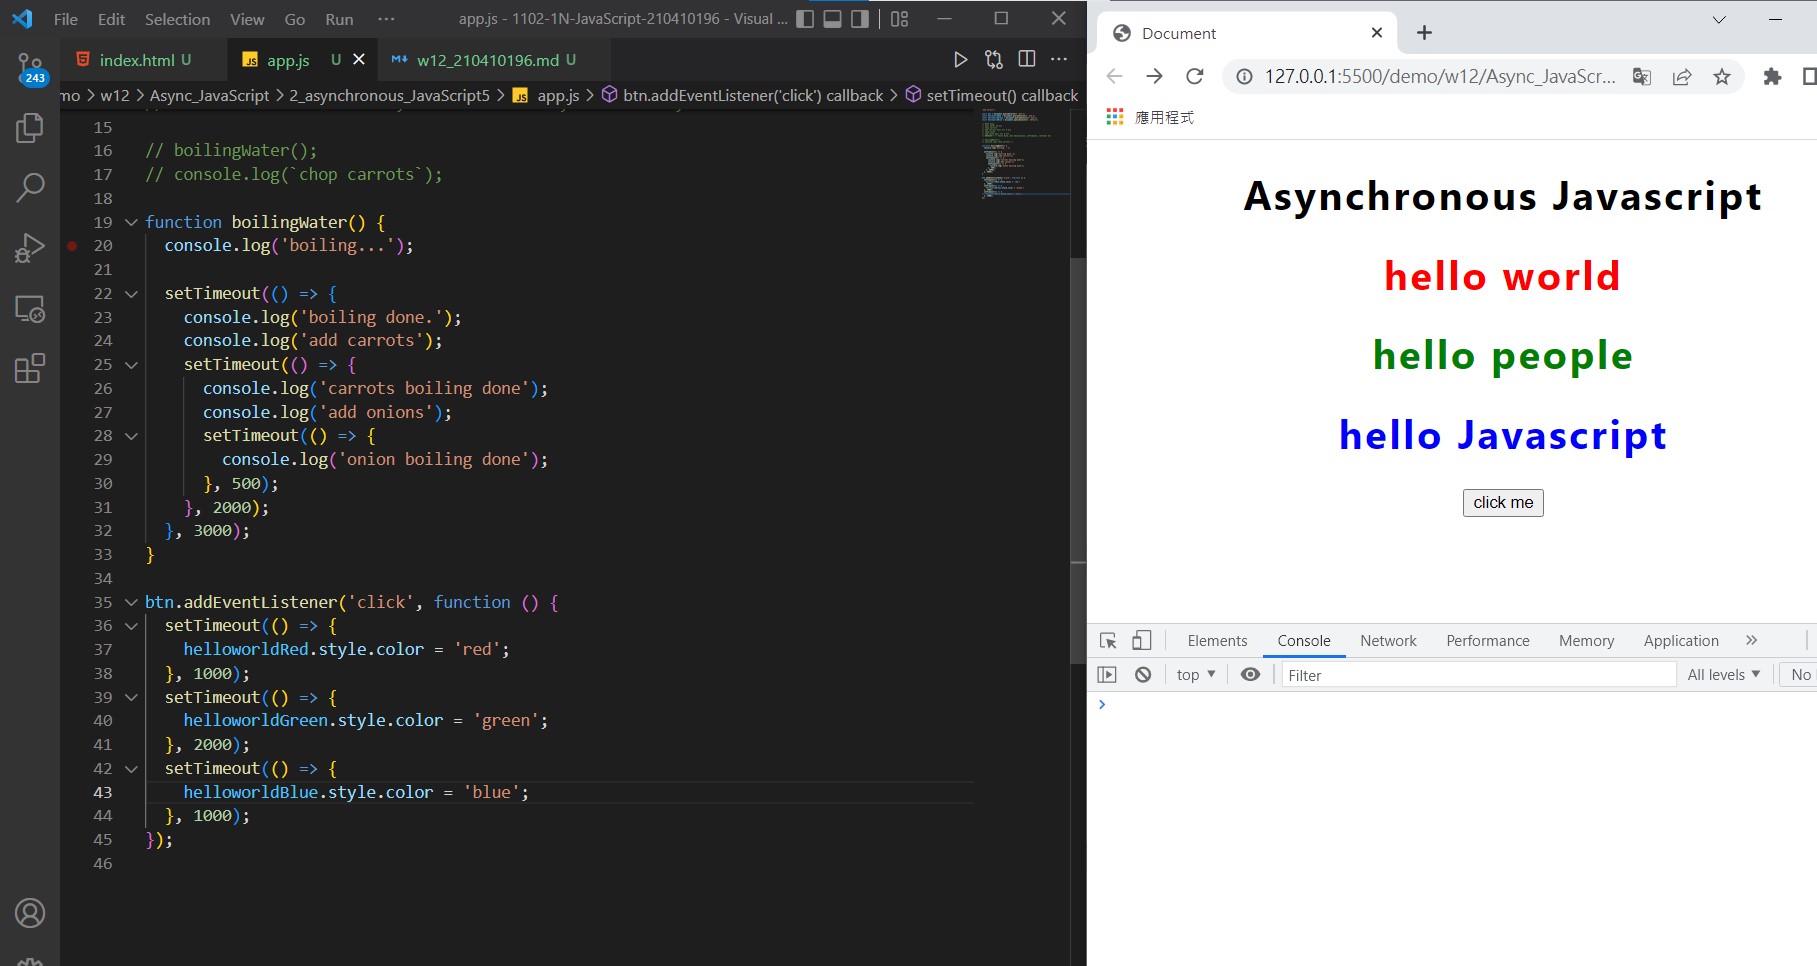 File Edit Selection View Go Run ··· app.js - 1102-1N-JavaScript-210410196 - Visual ...
index.html U app.js U w12_210410196.md U
243
mo > w12 > Async_JavaScript > 2_asynchronous_JavaScript5 > JS app.js > btn.addEventListener('click') callback > setTimeout() callback
15
16 // boilingWater();
17 // console.log(`chop carrots`);
18
19 function boilingWater() {
20 console.log('boiling...');
21
22 setTimeout(() => {
23 console.log('boiling done.');
24 console.log('add carrots');
25 setTimeout(() => {
26 console.log('carrots boiling done');
27 console.log('add onions');
28 setTimeout(() => {
29 console.log('onion boiling done');
30 }, 500);
31 }, 2000);
32 }, 3000);
33 }
34
35 btn.addEventListener('click', function () {
36 setTimeout(() => {
37 helloworldRed.style.color = 'red';
38 }, 1000);
39 setTimeout(() => {
40 helloworldGreen.style.color = 'green';
41 }, 2000);
42 setTimeout(() => {
43 helloworldBlue.style.color = 'blue';
44 }, 1000);
45 });
46
Document
127.0.0.1:5500/demo/w12/Async_JavaScr...
應用程式
Asynchronous Javascript
hello world
hello people
hello Javascript
click me
Elements Console Network Performance Memory Application »
top Filter All levels No